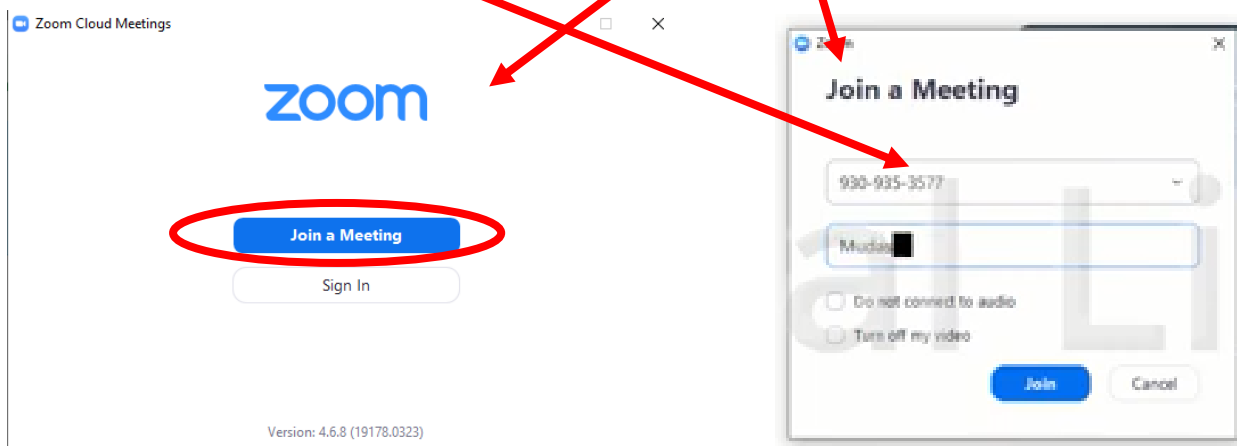 Zoom Cloud Meetings
zoom
Join a Meeting
Sign In
Version: 4.6.8 (19178.0323)
Join a Meeting
930-935-3577
Do not connect to audio
Turn off my video
Join
Cancel